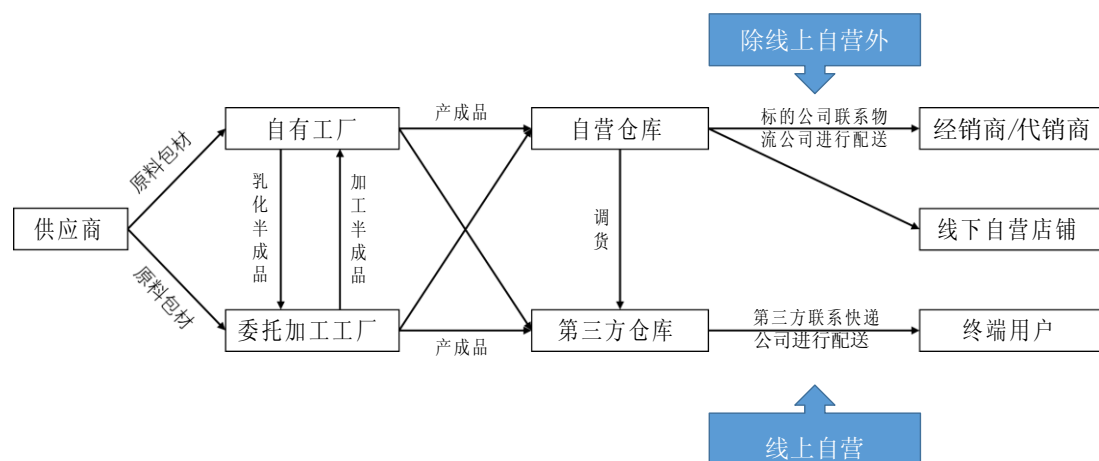 除线上自营外
产成品
标的公司联系物
流公司进行配送
自有工厂
自营仓库
经销商/代销商
原料包材
乳化半成品
加工半成品
调货
供应商
线下自营店铺
原料包材
委托加工工厂
产成品
第三方仓库
第三方联系快递
公司进行配送
终端用户
线上自营